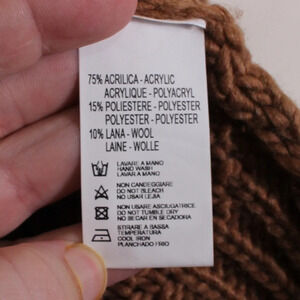 75% ACRILICA - ACRYLIC
ACRYLIQUE - POLYACRYL
15% POLIESTERE - POLYESTER
POLYESTER - POLYESTER
10% LANA - WOOL
LAINE - WOLLE
LAVARE A MANO
HAND WASH
LAVAR A MANO
NON CANDEGGIARE
DO NOT BLEACH
NO USAR LEJIA
NON USARE ASCIUGATRICE
DO NOT TUMBLE DRY
NO SECAR EN SECADORA
STIRARE A BASSA
TEMPERATURA
COOL IRON
PLANCHADO FRIO